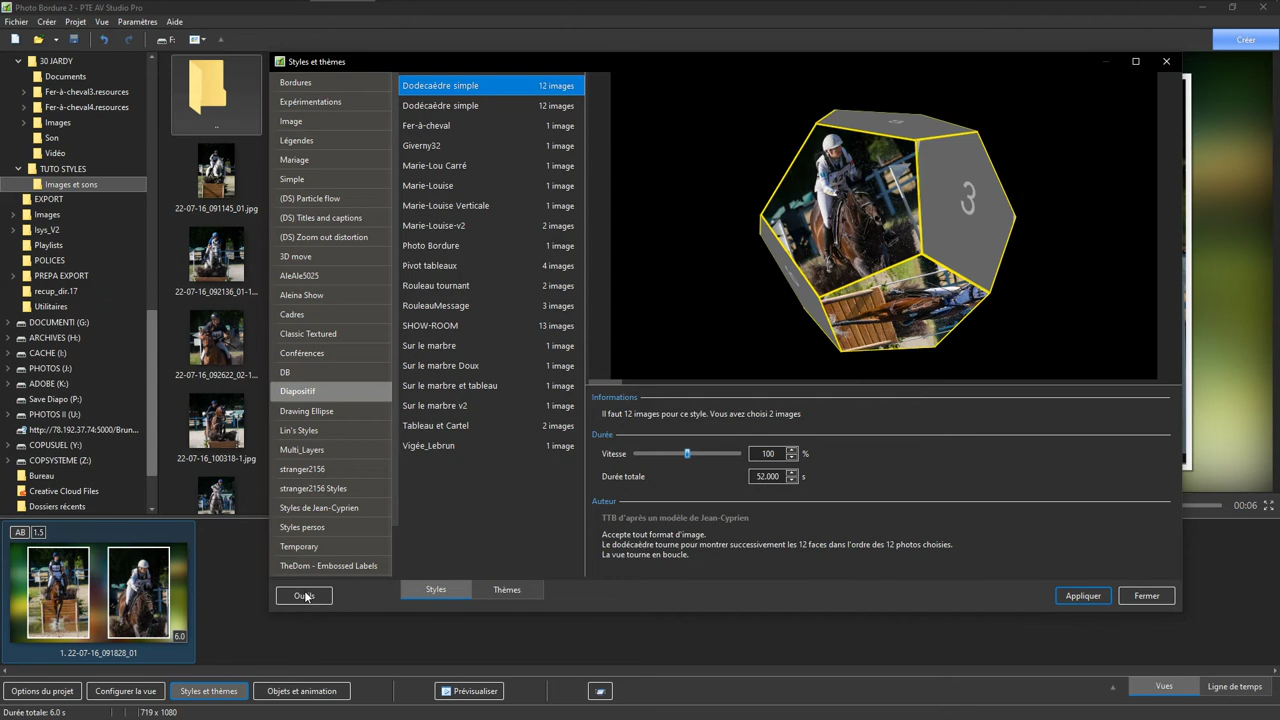 Photo Bordure 2 - PTE AV Studio Pro
Fichier Créer Projet Vue Paramètres Aide
F:
Créer
30 JARDY
Documents
Fer-à-cheval3.resources
Fer-à-cheval4.resources
Images
Son
Vidéo
TUTO STYLES
Images et sons
EXPORT
Images
Isys_V2
Playlists
POLICES
PREPA EXPORT
recup_dir.17
Utilitaires
DOCUMENTI (G:)
ARCHIVES (H:)
CACHE (I:)
PHOTOS (J:)
ADOBE (K:)
Save Diapo (P:)
PHOTOS II (U:)
http://78.192.37.74:5000/Brun...
COPUSUEL (Y:)
COPSYSTEME (Z:)
Bureau
Creative Cloud Files
Dossiers récents
..
22-07-16_091145_01.jpg
22-07-16_092136_01-1...
22-07-16_092622_02-1...
22-07-16_100318-1.jpg
Styles et thèmes
Bordures
Expérimentations
Image
Légendes
Mariage
Simple
(DS) Particle flow
(DS) Titles and captions
(DS) Zoom out distortion
3D move
AleAle5025
Aleina Show
Cadres
Classic Textured
Conférences
DB
Diapositif
Drawing Ellipse
Lin's Styles
Multi_Layers
stranger2156
stranger2156 Styles
Styles de Jean-Cyprien
Styles persos
Temporary
TheDom - Embossed Labels
Dodecaèdre simple 12 images
Dodécaèdre simple 12 images
Fer-à-cheval 1 image
Giverny32 1 image
Marie-Lou Carré 1 image
Marie-Louise 1 image
Marie-Louise Verticale 1 image
Marie-Louise-v2 2 images
Photo Bordure 1 image
Pivot tableaux 4 images
Rouleau tournant 2 images
RouleauMessage 3 images
SHOW-ROOM 13 images
Sur le marbre 1 image
Sur le marbre Doux 1 image
Sur le marbre et tableau 1 image
Sur le marbre v2 1 image
Tableau et Cartel 2 images
Vigée_Lebrun 1 image
3
Informations
Il faut 12 images pour ce style. Vous avez choisi 2 images
Durée
Vitesse 100 %
Durée totale 52.000 s
Auteur
TTB d'après un modèle de Jean-Cyprien
Accepte tout format d'image.
Le dodécaèdre tourne pour montrer successivement les 12 faces dans l'ordre des 12 photos choisies.
La vue tourne en boucle.
Outils
Styles Thèmes
Appliquer Fermer
00:06
AB 1.5
6.0
1. 22-07-16_091828_01
Options du projet Configurer la vue Styles et thèmes Objets et animation Prévisualiser Vues Ligne de temps
Durée totale: 6.0 s 719 x 1080